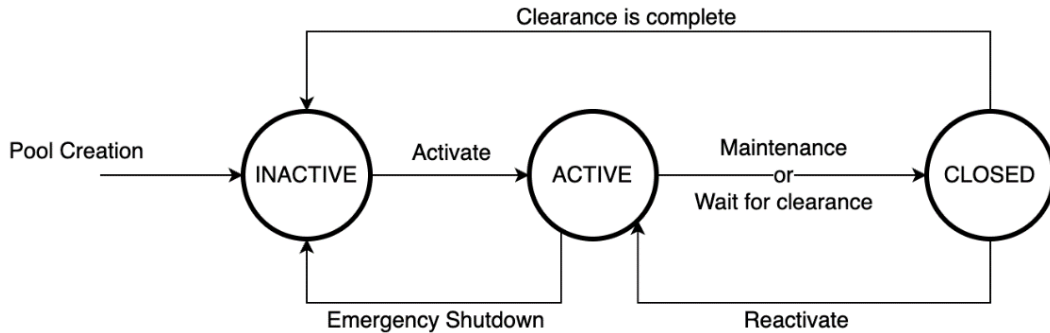 Clearance is complete
Pool Creation
INACTIVE
Activate
ACTIVE
Maintenance
or
Wait for clearance
CLOSED
Emergency Shutdown
Reactivate